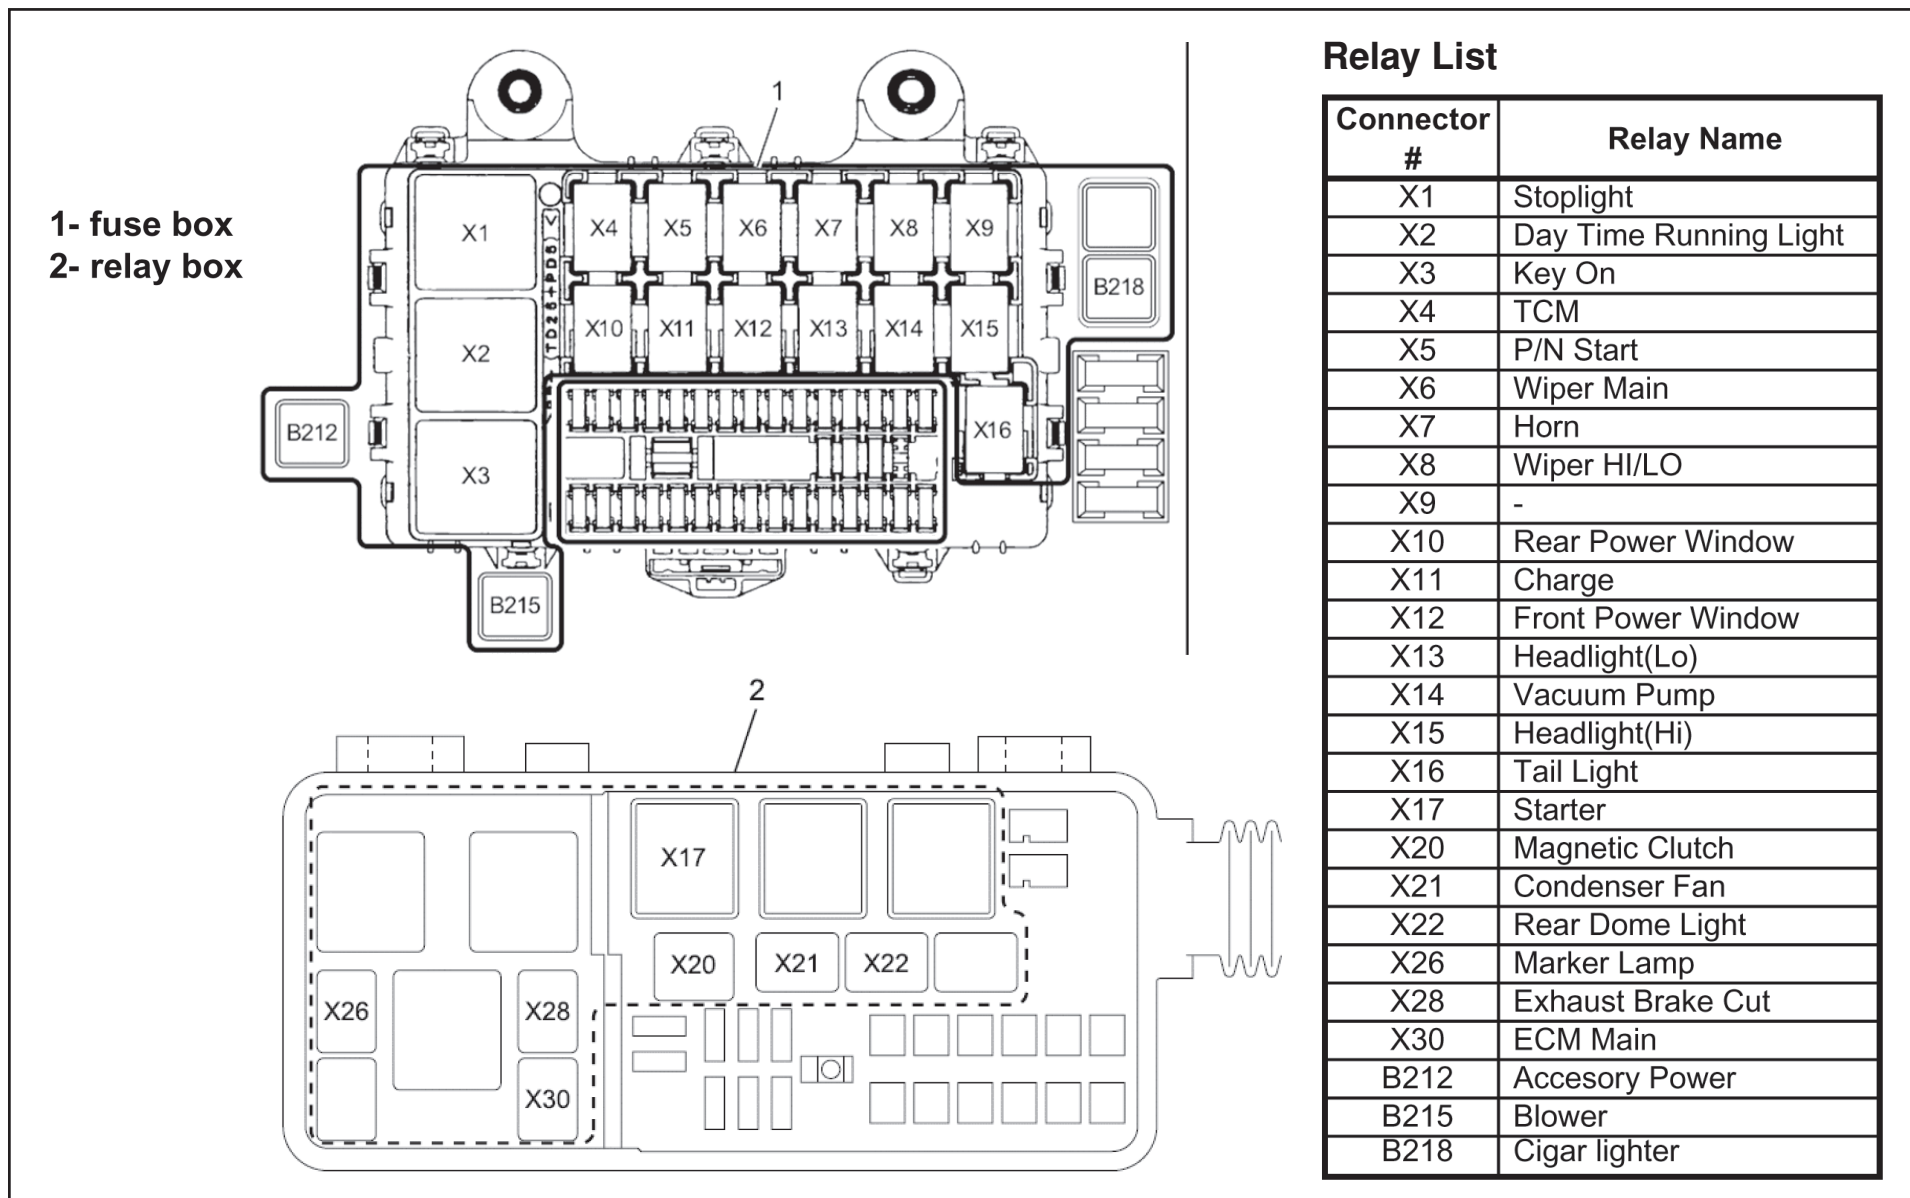 1
1- fuse box
2- relay box
X1
X4 X5 X6 X7 X8 X9
B218
TD25+PD5
X10 X11 X12 X13 X14 X15
X2
B212
X16
X3
B215
2
X17
X20 X21 X22
X26 X28
X30
Relay List
Connector # Relay Name
X1 Stoplight
X2 Day Time Running Light
X3 Key On
X4 TCM
X5 P/N Start
X6 Wiper Main
X7 Horn
X8 Wiper HI/LO
X9 -
X10 Rear Power Window
X11 Charge
X12 Front Power Window
X13 Headlight(Lo)
X14 Vacuum Pump
X15 Headlight(Hi)
X16 Tail Light
X17 Starter
X20 Magnetic Clutch
X21 Condenser Fan
X22 Rear Dome Light
X26 Marker Lamp
X28 Exhaust Brake Cut
X30 ECM Main
B212 Accesory Power
B215 Blower
B218 Cigar lighter